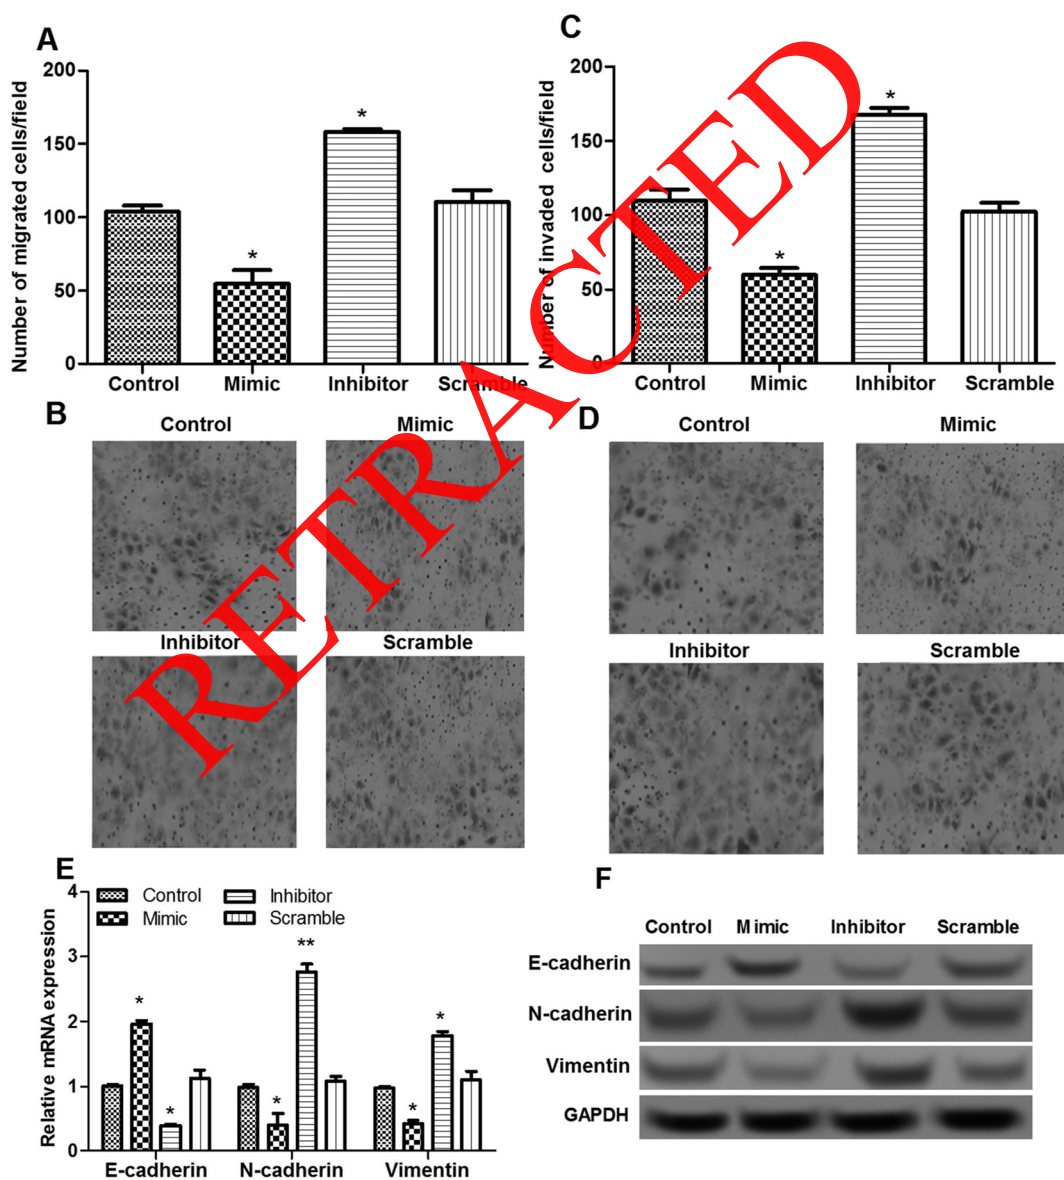 A
Number of migrated cells/field
200
150
100
50
0
*
*
Control Mimic Inhibitor Scramble
C
Number of invaded cells/field
200
150
100
50
0
*
*
Control Mimic Inhibitor Scramble
B
Control Mimic
Inhibitor Scramble
D
Control Mimic
Inhibitor Scramble
RETRACTED
E
Relative mRNA expression
4
3
2
1
0
Control Inhibitor
Mimic Scramble
*
*
*
**
*
*
E-cadherin N-cadherin Vimentin
F
Control Mimic Inhibitor Scramble
E-cadherin
N-cadherin
Vimentin
GAPDH